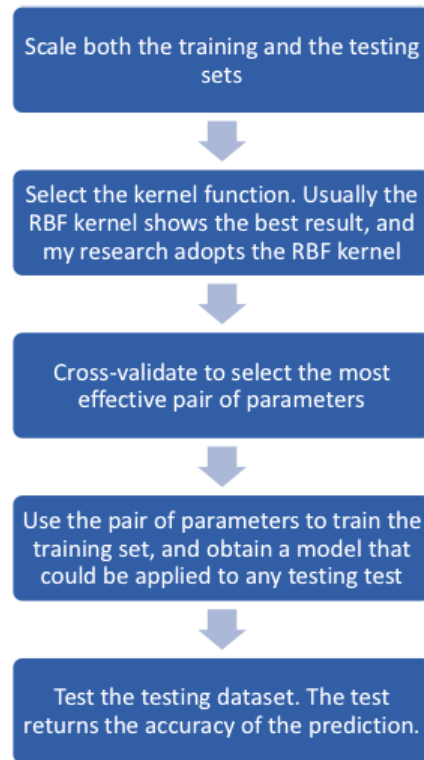 Scale both the training and the testing
sets
Select the kernel function. Usually the
RBF kernel shows the best result, and
my research adopts the RBF kernel
Cross-validate to select the most
effective pair of parameters
Use the pair of parameters to train the
training set, and obtain a model that
could be applied to any testing test
Test the testing dataset. The test
returns the accuracy of the prediction.